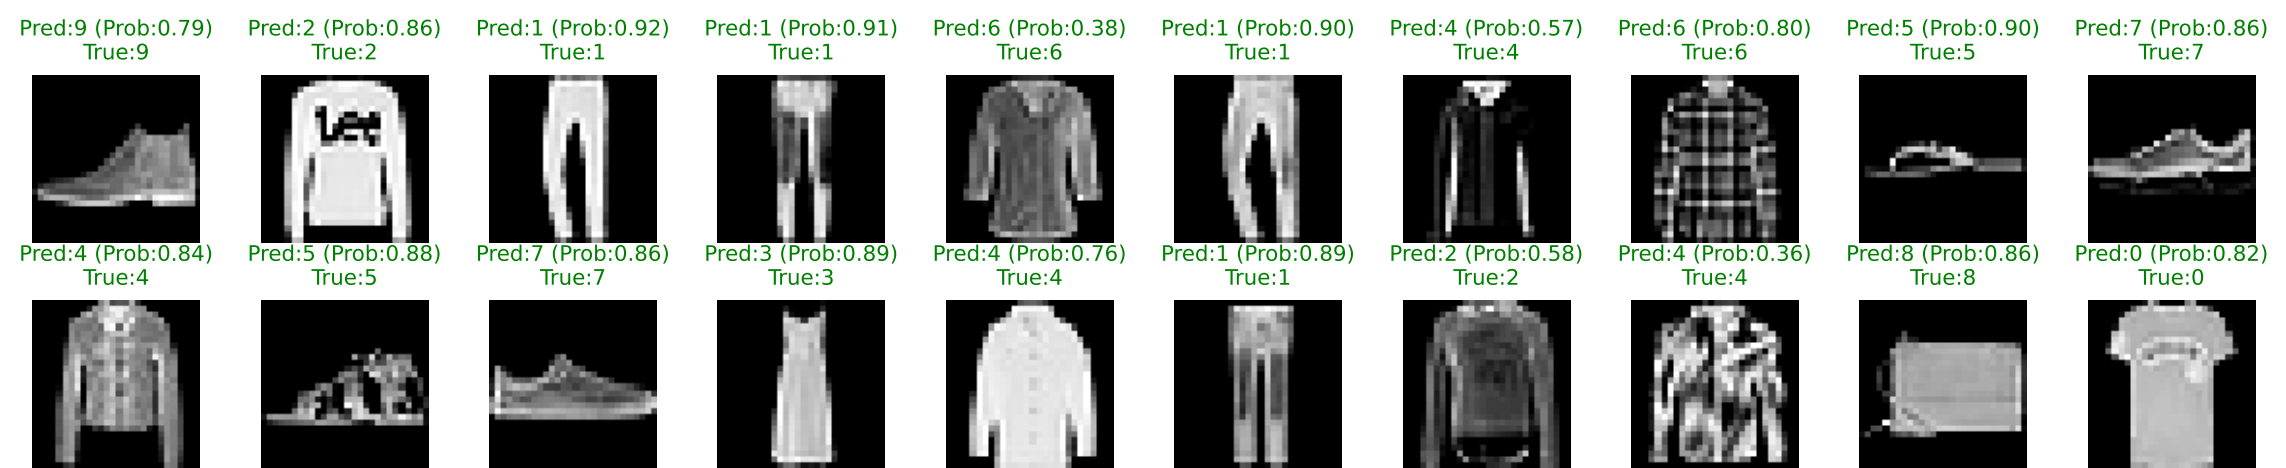 Pred:9 (Prob:0.79) Pred:2 (Prob:0.86) Pred:1 (Prob:0.92) Pred:1 (Prob:0.91) Pred:6 (Prob:0.38) Pred:1 (Prob:0.90) Pred:4 (Prob:0.57) Pred:6 (Prob:0.80) Pred:5 (Prob:0.90) Pred:7 (Prob:0.86)
True:9 True:2 True:1 True:1 True:6 True:1 True:4 True:6 True:5 True:7
Lee
Pred:4 (Prob:0.84) Pred:5 (Prob:0.88) Pred:7 (Prob:0.86) Pred:3 (Prob:0.89) Pred:4 (Prob:0.76) Pred:1 (Prob:0.89) Pred:2 (Prob:0.58) Pred:4 (Prob:0.36) Pred:8 (Prob:0.86) Pred:0 (Prob:0.82)
True:4 True:5 True:7 True:3 True:4 True:1 True:2 True:4 True:8 True:0